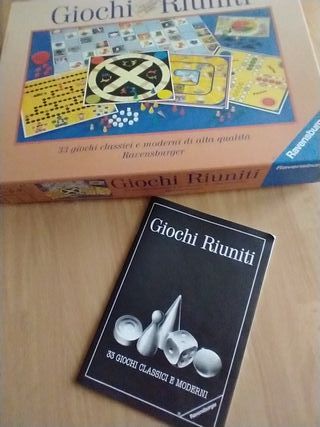 Giochi Riuniti
33 giochi classici e moderni di alta qualità
Ravensburger
Ravensburger
Giochi Riuniti
Ravensburger
Giochi Riuniti
33 GIOCHI CLASSICI E MODERNI
Ravensburger